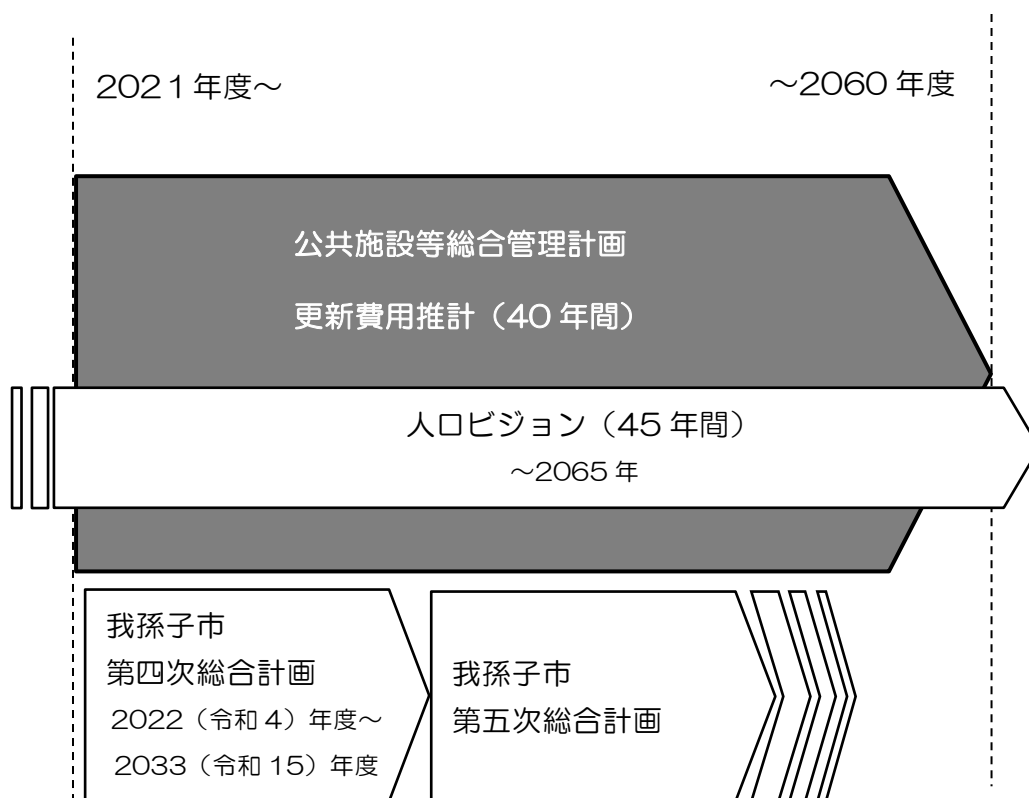 2021年度～
～2060年度
公共施設等総合管理計画
更新費用推計（40年間）
人口ビジョン（45年間）
～2065年
我孫子市
第四次総合計画
2022（令和4）年度～
2033（令和15）年度
我孫子市
第五次総合計画